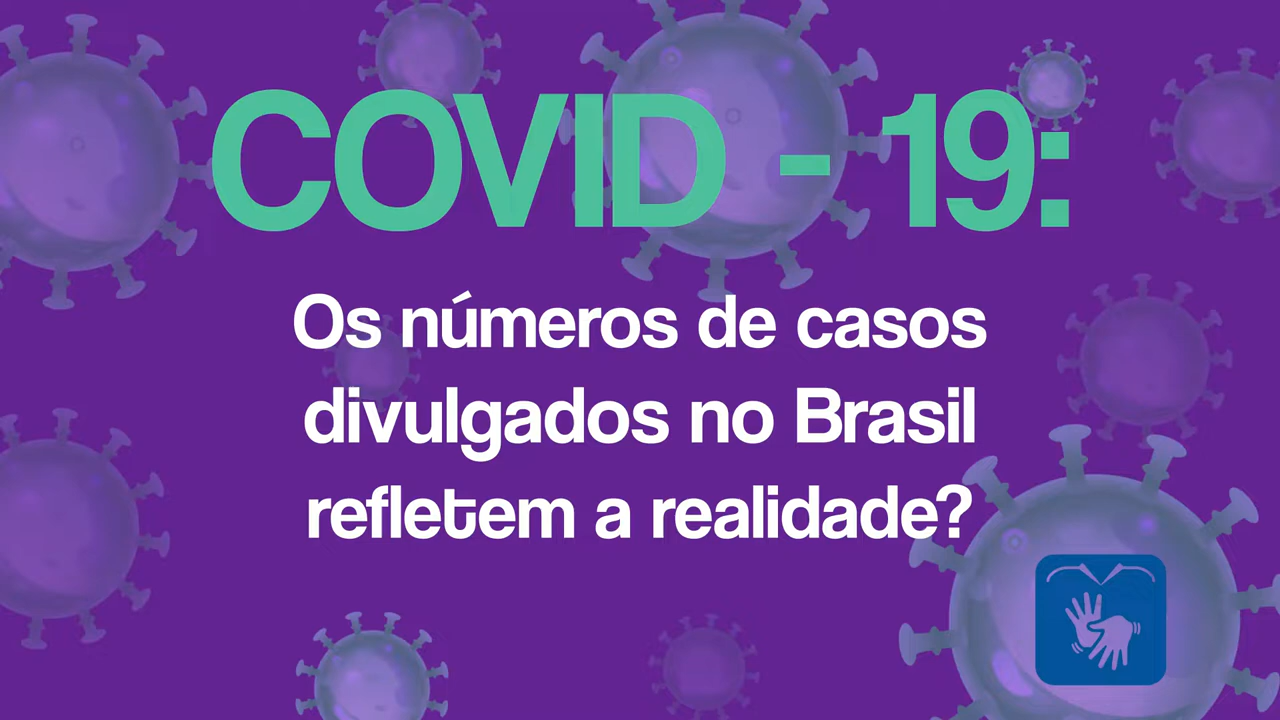 COVID - 19:
Os números de casos
divulgados no Brasil
refletem a realidade?